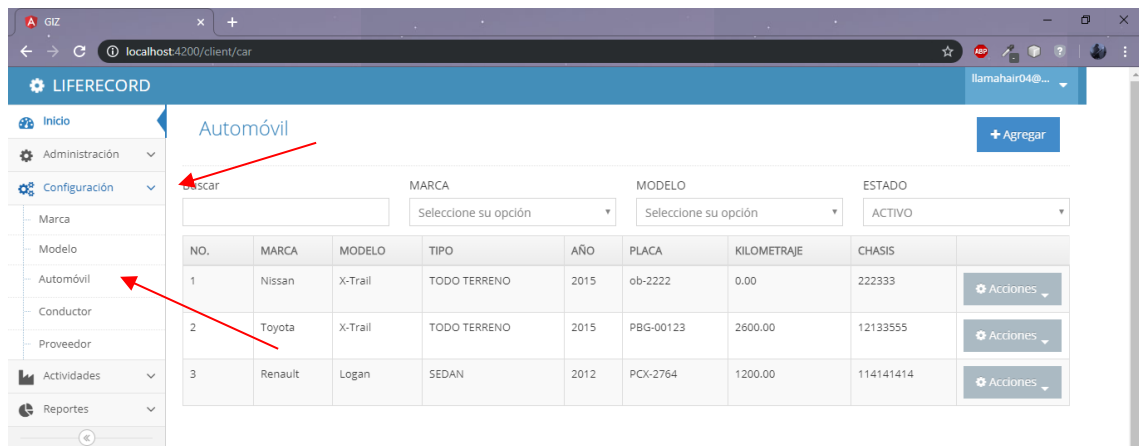 GIZ
localhost:4200/client/car
ABP
LIFERECORD
llamahair04@...
Inicio
Administración
Configuración
Marca
Modelo
Automóvil
Conductor
Proveedor
Actividades
Reportes
Automóvil
Agregar
Buscar MARCA MODELO ESTADO
Seleccione su opción Seleccione su opción ACTIVO
NO. MARCA MODELO TIPO AÑO PLACA KILOMETRAJE CHASIS
1 Nissan X-Trail TODO TERRENO 2015 ob-2222 0.00 222333 Acciones
2 Toyota X-Trail TODO TERRENO 2015 PBG-00123 2600.00 12133555 Acciones
3 Renault Logan SEDAN 2012 PCX-2764 1200.00 114141414 Acciones